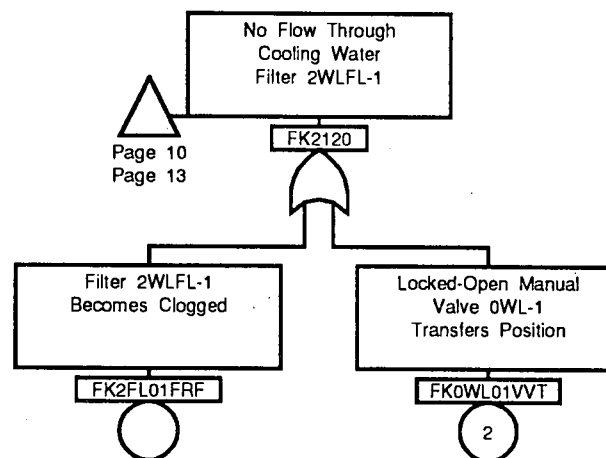 No Flow Through
Cooling Water
Filter 2WLFL-1
Page 10
Page 13
FK2120
Filter 2WLFL-1
Becomes Clogged
FK2FL01FRF
Locked-Open Manual
Valve 0WL-1
Transfers Position
FK0WL01VVT
2